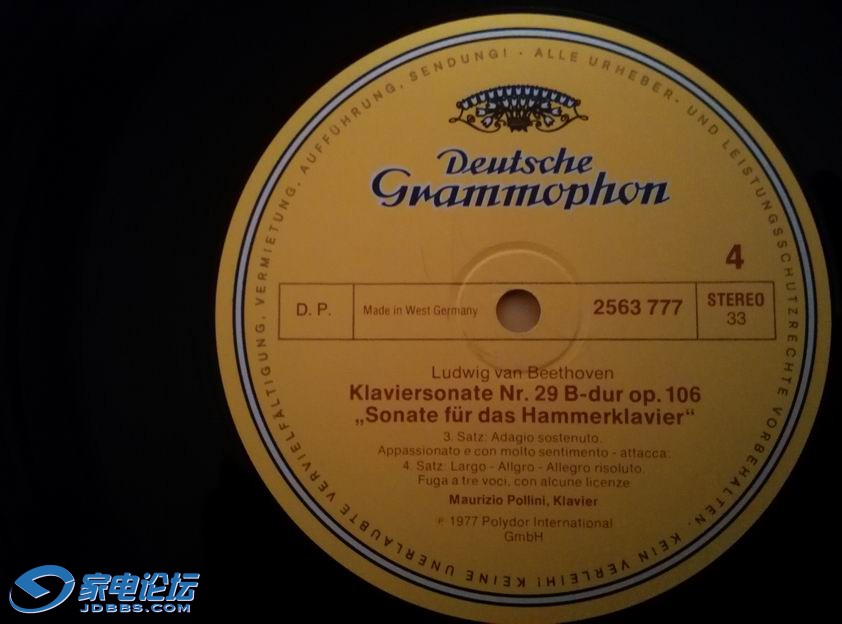 ALLE URHEBER- UND LEISTUNGSSCHUTZRECHTE VORBEHALTEN · KEIN VERLEIH! KEINE UNERLAUBTE VERVIELFÄLTIGUNG, VERMIETUNG, AUFFÜHRUNG, SENDUNG! ·
Deutsche
Grammophon
4
D. P.
Made in West Germany
2563 777
STEREO
33
Ludwig van Beethoven
Klaviersonate Nr. 29 B-dur op. 106
„Sonate für das Hammerklavier“
3. Satz: Adagio sostenuto.
Appassionato e con molto sentimento - attacca:
4. Satz: Largo - Allgro - Allegro risoluto.
Fuga a tre voci, con alcune licenze
Maurizio Pollini, Klavier
℗ 1977 Polydor International
GmbH
家电论坛
JDBBS.COM